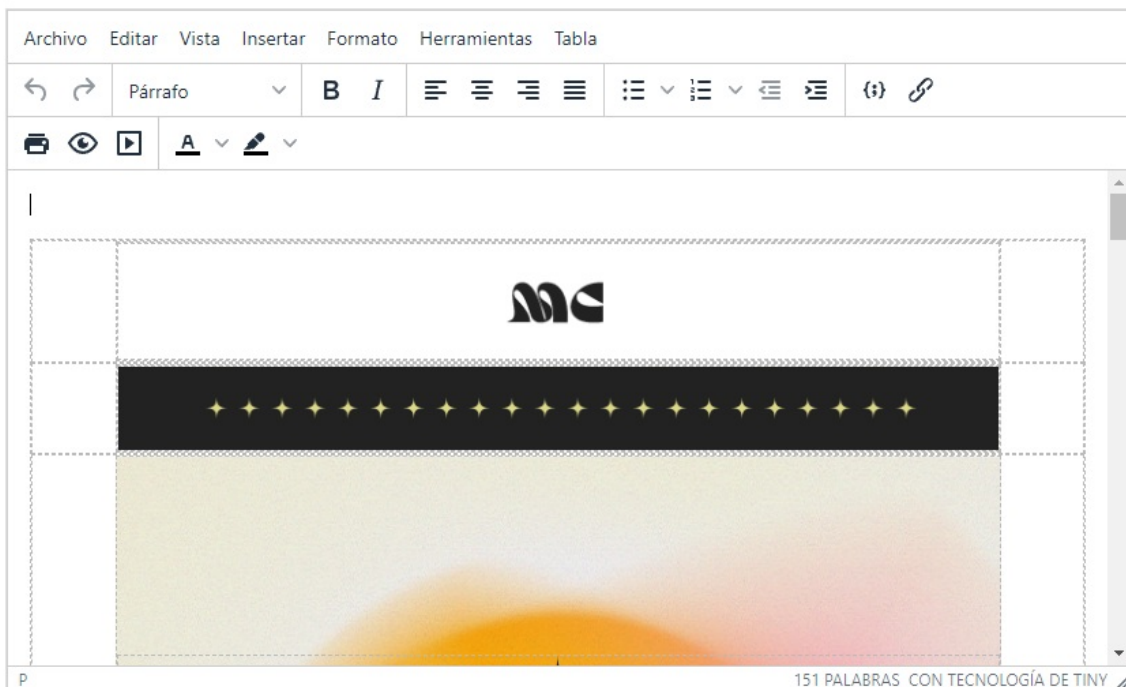 Archivo Editar Vista Insertar Formato Herramientas Tabla
Párrafo B I
A
MC
P 151 PALABRAS CON TECNOLOGÍA DE TINY